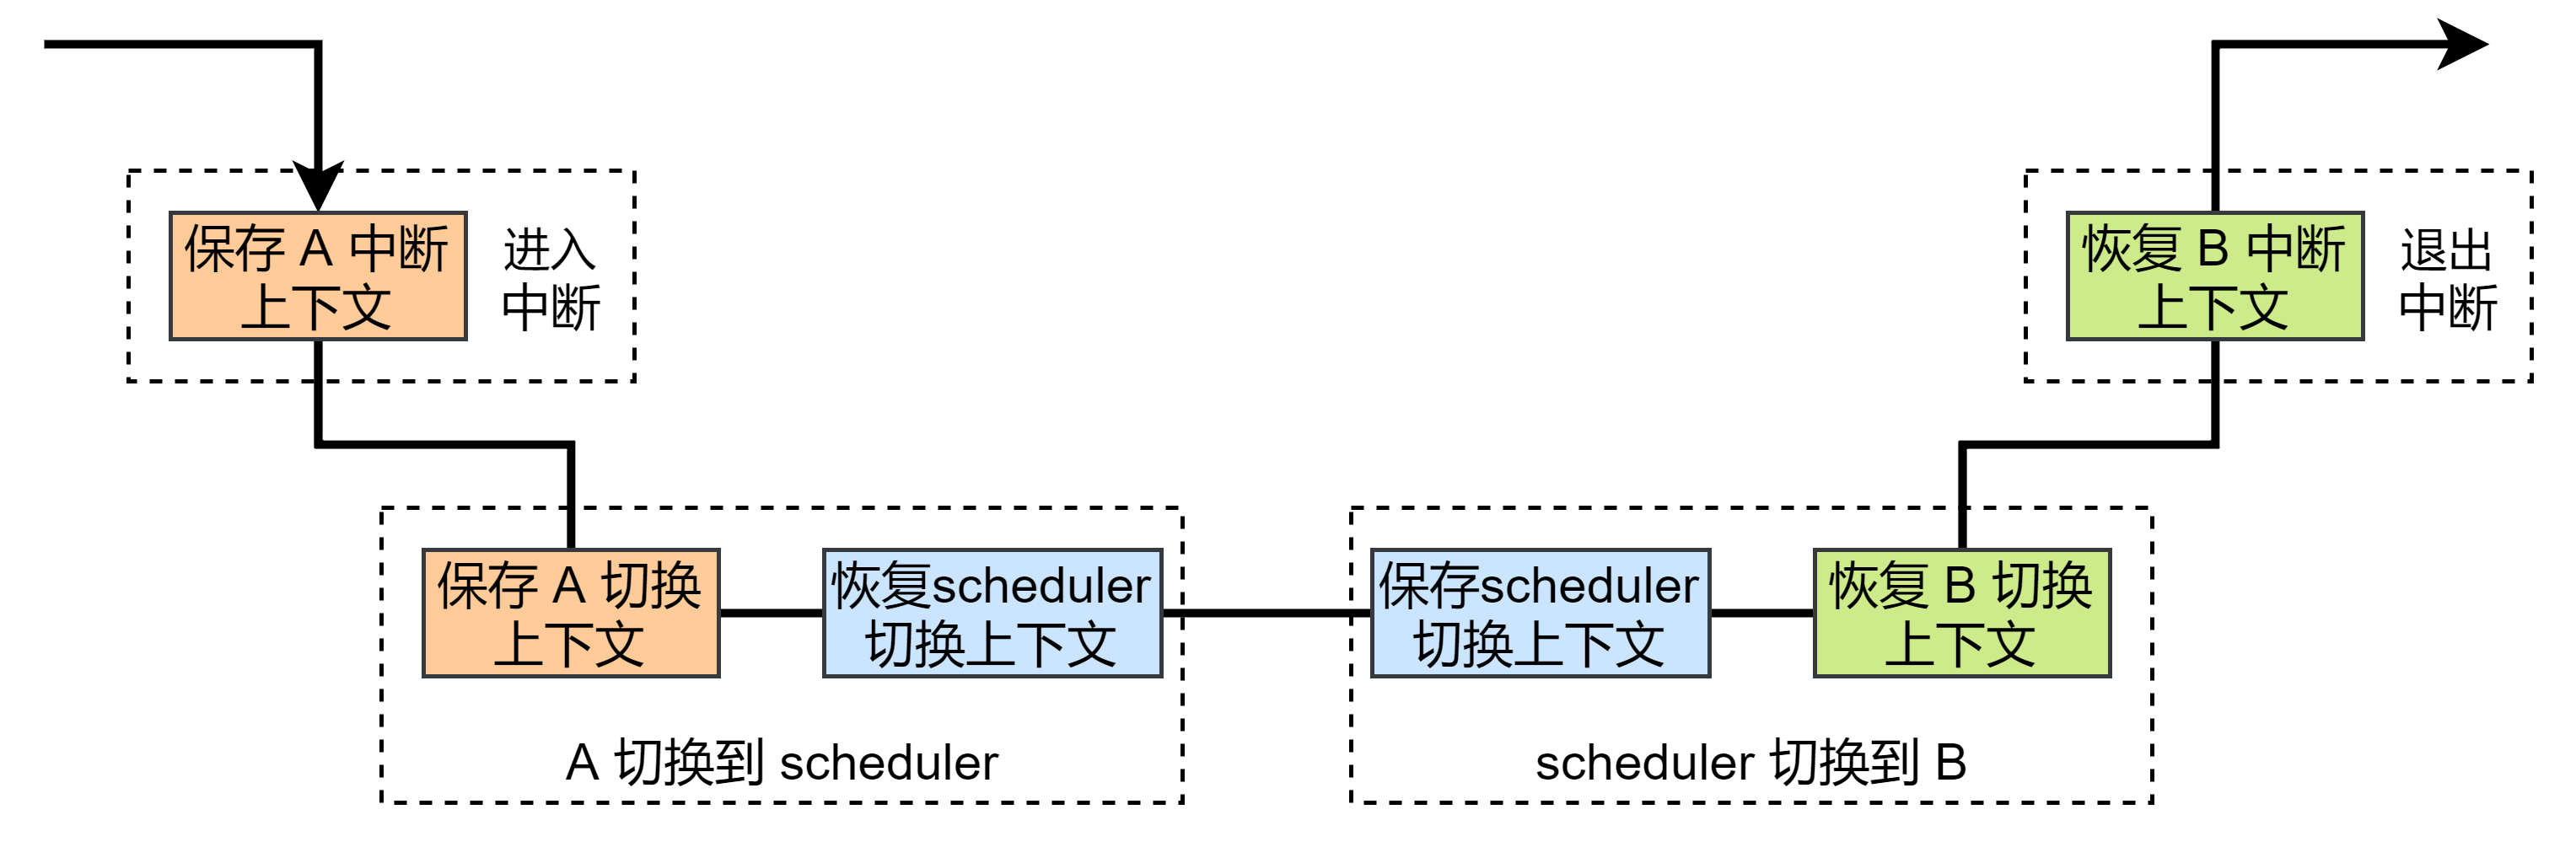 保存 A 中断
上下文
进入
中断
恢复 B 中断
上下文
退出
中断
保存 A 切换
上下文
恢复scheduler
切换上下文
保存scheduler
切换上下文
恢复 B 切换
上下文
A 切换到 scheduler
scheduler 切换到 B